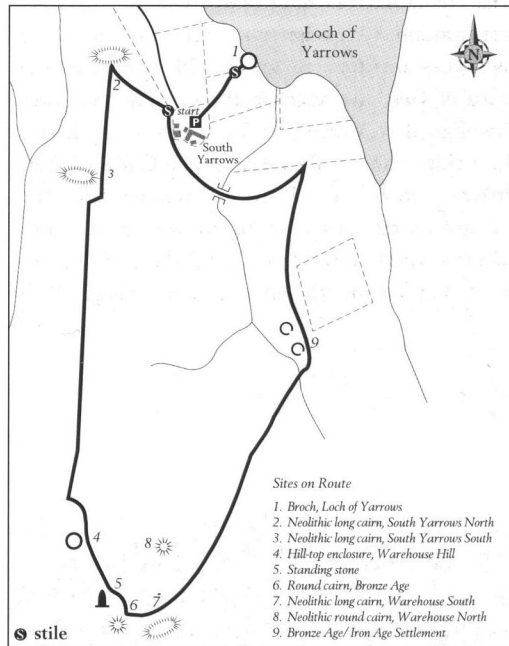 Loch of
Yarrows
N
1
S
2
S
start
P
South
Yarrows
3
9
4
8
5
6
7
Sites on Route
1. Broch, Loch of Yarrows
2. Neolithic long cairn, South Yarrows North
3. Neolithic long cairn, South Yarrows South
4. Hill-top enclosure, Warehouse Hill
5. Standing stone
6. Round cairn, Bronze Age
7. Neolithic long cairn, Warehouse South
8. Neolithic round cairn, Warehouse North
9. Bronze Age/Iron Age Settlement
S stile